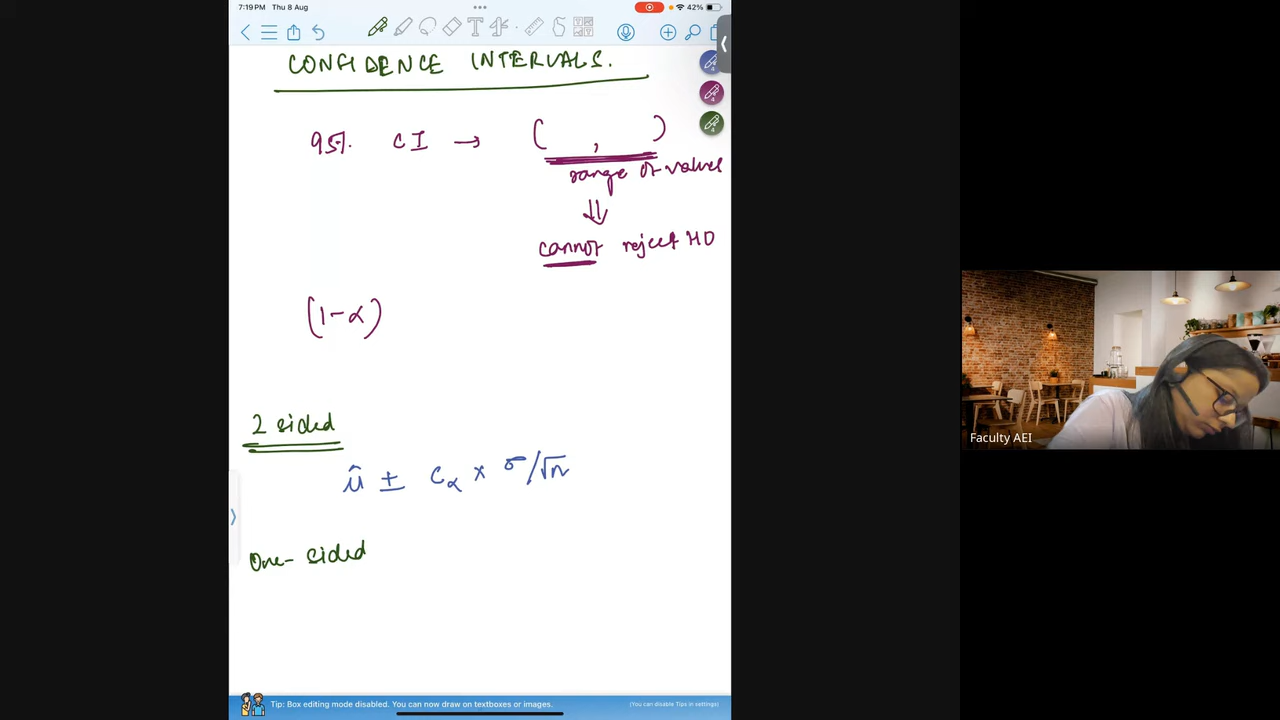 7:19 PM Thu 8 Aug
42%
CONFIDENCE INTERVALS.
95% CI → ( , )
range of values
⇓
cannot reject H0
(1-α)
2 sided
μ̂ ± Cα × σ/√n
One-sided
Faculty AEI
Tip: Box editing mode disabled. You can now draw on textboxes or images.
(You can disable Tips in settings)